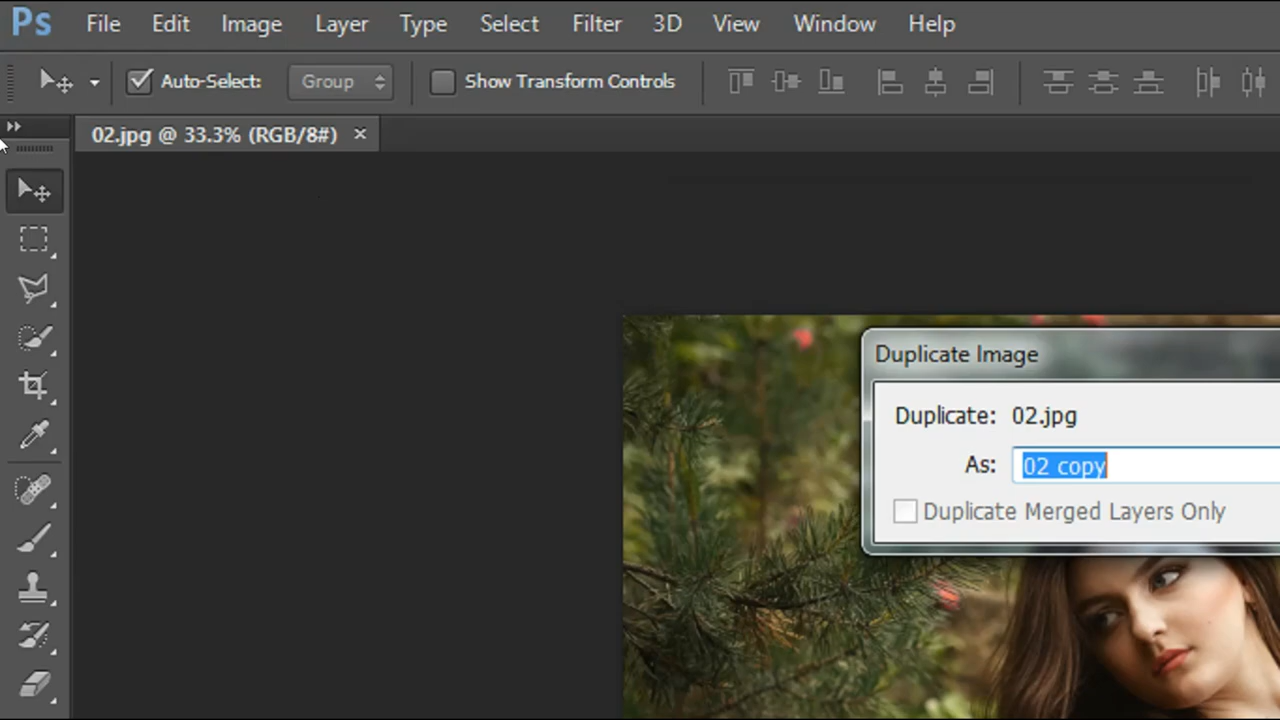 Ps File Edit Image Layer Type Select Filter 3D View Window Help
Auto-Select: Group Show Transform Controls
02.jpg @ 33.3% (RGB/8#) ×
Duplicate Image
Duplicate: 02.jpg
As: 02 copy
Duplicate Merged Layers Only